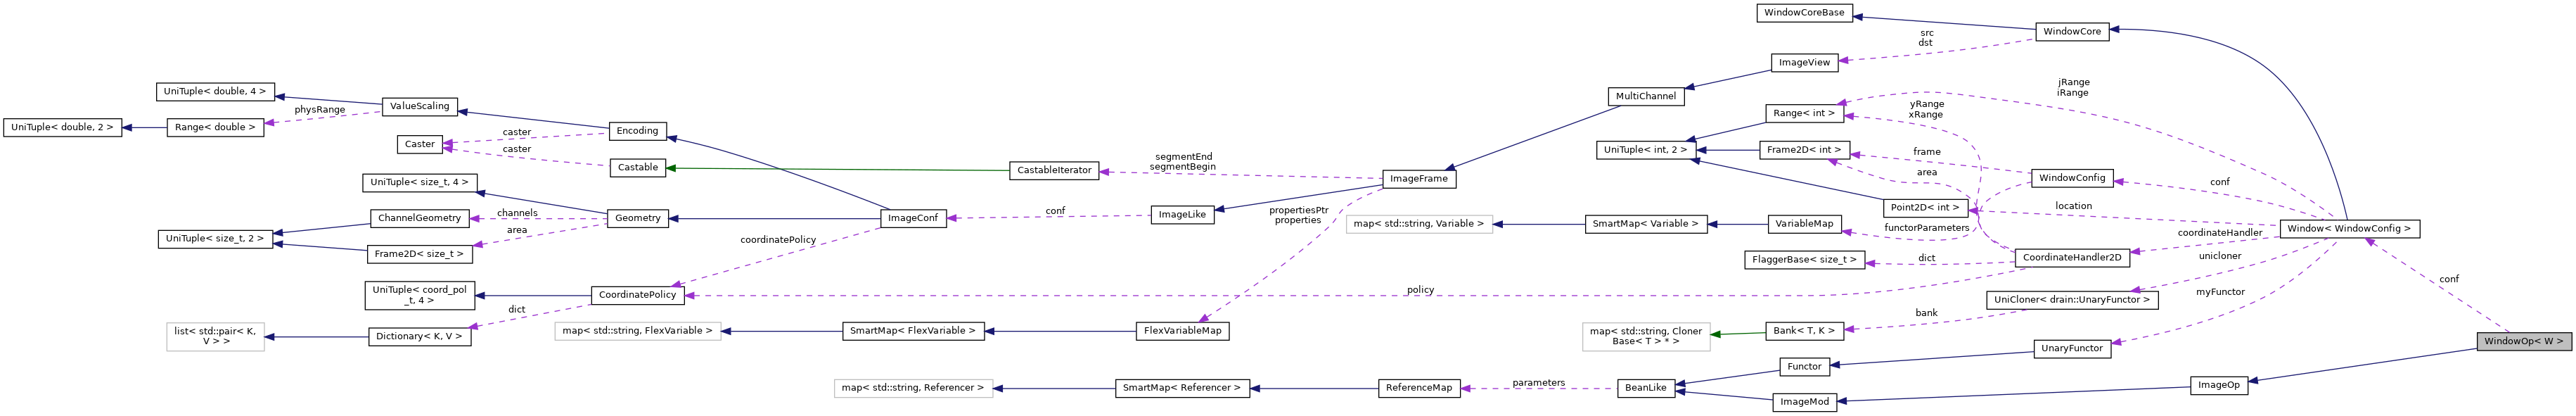 WindowCoreBase
WindowCore
src
dst
ImageView
jRange
iRange
UniTuple< double, 4 >
MultiChannel
ValueScaling
physRange
yRange
xRange
Range< int >
UniTuple< double, 2 >
Range< double >
Encoding
caster
Caster
caster
UniTuple< int, 2 >
Frame2D< int >
frame
segmentEnd
segmentBegin
Castable
CastableIterator
area
ImageFrame
WindowConfig
conf
UniTuple< size_t, 4 >
channels
ChannelGeometry
Geometry
ImageConf
conf
ImageLike
propertiesPtr
properties
Point2D< int >
location
map< std::string, Variable >
SmartMap< Variable >
VariableMap
functorParameters
Window< WindowConfig >
coordinateHandler
UniTuple< size_t, 2 >
area
Frame2D< size_t >
coordinatePolicy
FlaggerBase< size_t >
dict
CoordinateHandler2D
unicloner
conf
UniTuple< coord_pol
_t, 4 >
CoordinatePolicy
policy
UniCloner< drain::UnaryFunctor >
myFunctor
dict
bank
list< std::pair< K,
V > >
Dictionary< K, V >
map< std::string, FlexVariable >
SmartMap< FlexVariable >
FlexVariableMap
map< std::string, Cloner
Base< T > * >
Bank< T, K >
WindowOp< W >
UnaryFunctor
Functor
map< std::string, Referencer >
SmartMap< Referencer >
ReferenceMap
parameters
BeanLike
ImageOp
ImageMod